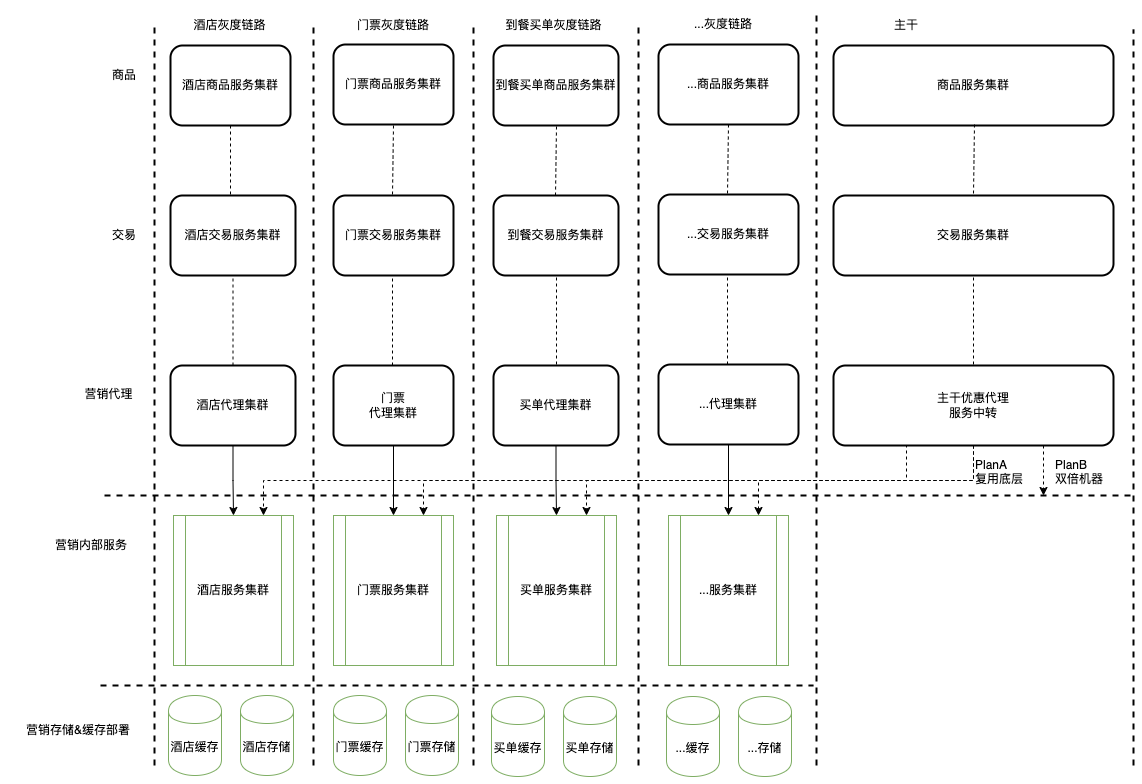 酒店灰度链路
门票灰度链路
到餐买单灰度链路
...灰度链路
主干
商品
酒店商品服务集群
门票商品服务集群
到餐买单商品服务集群
...商品服务集群
商品服务集群
交易
酒店交易服务集群
门票交易服务集群
到餐交易服务集群
...交易服务集群
交易服务集群
营销代理
酒店代理集群
门票
代理集群
买单代理集群
...代理集群
主干优惠代理
服务中转
PlanA
复用底层
PlanB
双倍机器
营销内部服务
酒店服务集群
门票服务集群
买单服务集群
...服务集群
营销存储&缓存部署
酒店缓存
酒店存储
门票缓存
门票存储
买单缓存
买单存储
...缓存
...存储